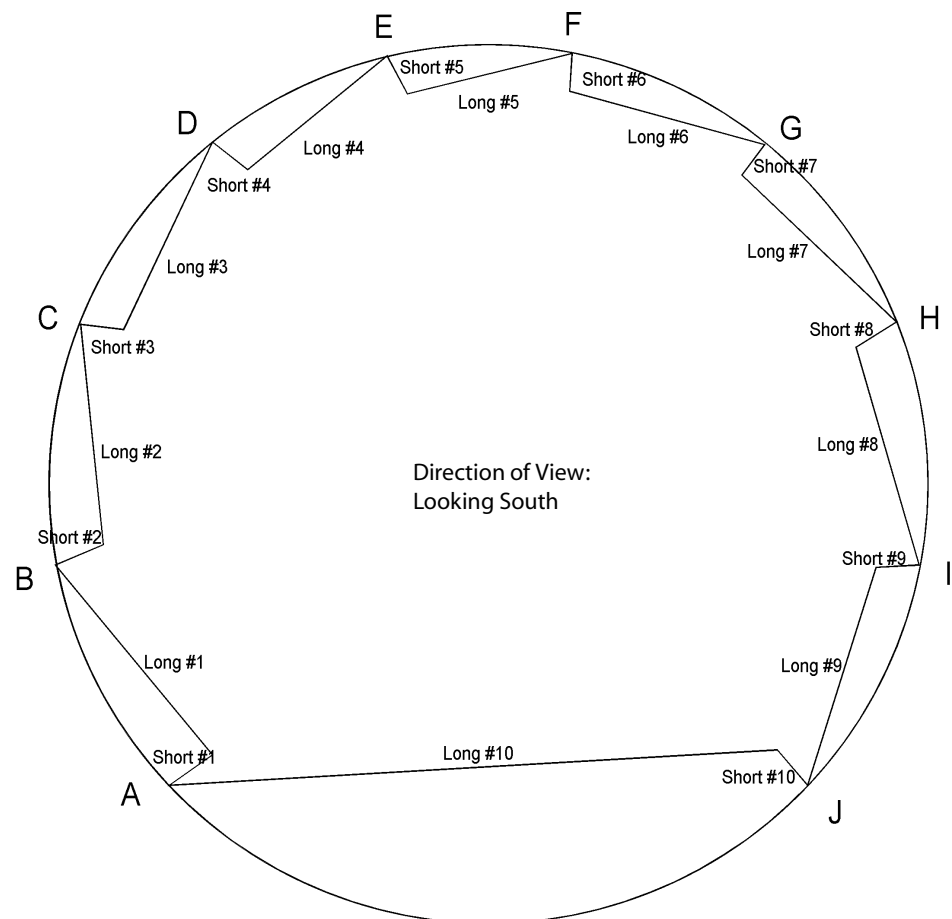 E
F
Short #5
Short #6
Long #5
D
G
Long #4
Long #6
Short #7
Short #4
Long #3
Long #7
C
H
Short #3
Short #8
Long #2
Long #8
Direction of View:
Looking South
Short #2
Short #9
B
I
Long #1
Long #9
Short #1
Long #10
Short #10
A
J